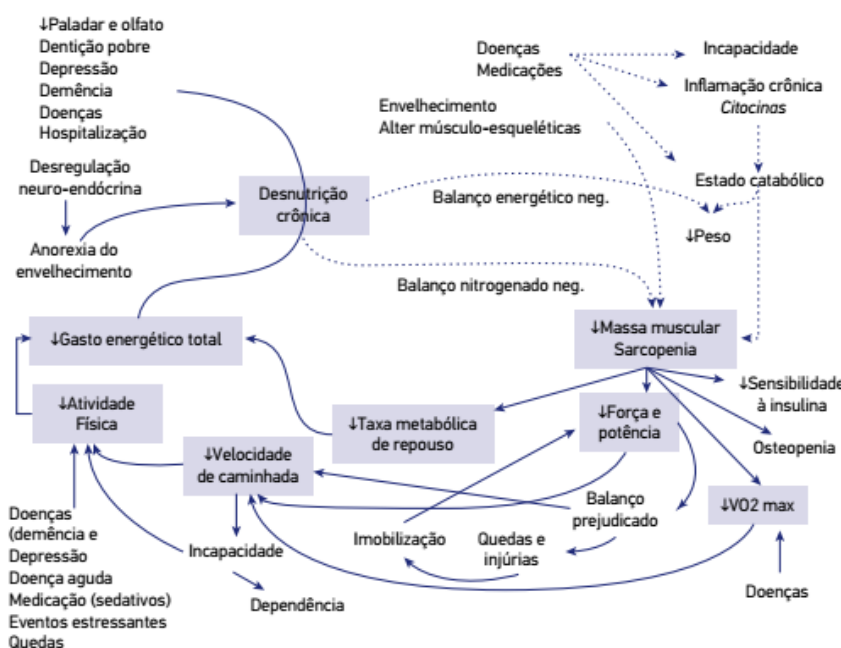 ↓Paladar e olfato
Dentição pobre
Depressão
Demência
Doenças
Hospitalização
Doenças
Medicações
Incapacidade
Inflamação crônica
Citocinas
Envelhecimento
Alter músculo-esqueléticas
Desregulação
neuro-endócrina
Desnutrição
crônica
Balanço energético neg.
Estado catabólico
Anorexia do
envelhecimento
↓Peso
Balanço nitrogenado neg.
↓Gasto energético total
↓Massa muscular
Sarcopenia
↓Atividade
Física
↓Taxa metabólica
de repouso
↓Força e
potência
↓Sensibilidade
à insulina
Osteopenia
↓Velocidade
de caminhada
Balanço
prejudicado
↓VO2 max
Doenças
(demência e
Depressão
Doença aguda
Medicação (sedativos)
Eventos estressantes
Quedas
Incapacidade
Imobilização
Quedas e
injúrias
Dependência
Doenças